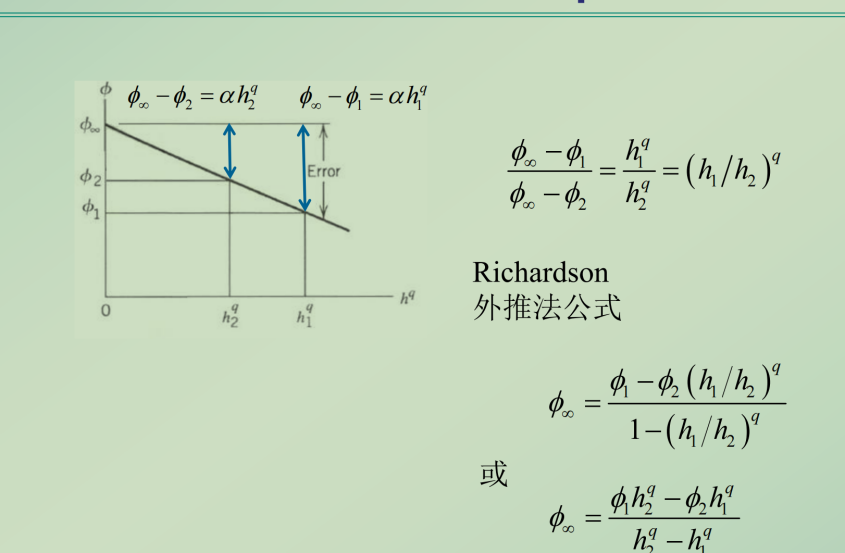 ϕ
ϕ∞ − ϕ2 = αh2^q
ϕ∞ − ϕ1 = αh1^q
ϕ∞
ϕ2
ϕ1
Error
0
h2^q
h1^q
h^q
(ϕ∞ − ϕ1)/(ϕ∞ − ϕ2) = h1^q/h2^q = (h1/h2)^q
Richardson
外推法公式
ϕ∞ = (ϕ1 − ϕ2(h1/h2)^q)/(1 − (h1/h2)^q)
或
ϕ∞ = (ϕ1h2^q − ϕ2h1^q)/(h2^q − h1^q)